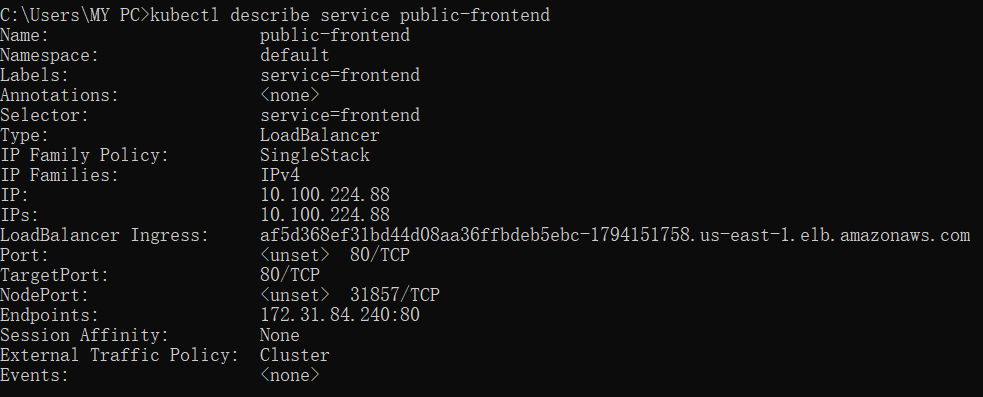 C:\Users\MY PC>kubectl describe service public-frontend
Name:                     public-frontend
Namespace:                default
Labels:                   service=frontend
Annotations:              <none>
Selector:                 service=frontend
Type:                     LoadBalancer
IP Family Policy:         SingleStack
IP Families:              IPv4
IP:                       10.100.224.88
IPs:                      10.100.224.88
LoadBalancer Ingress:     af5d368ef31bd44d08aa36ffbdeb5ebc-1794151758.us-east-1.elb.amazonaws.com
Port:                     <unset>  80/TCP
TargetPort:               80/TCP
NodePort:                 <unset>  31857/TCP
Endpoints:                172.31.84.240:80
Session Affinity:         None
External Traffic Policy:  Cluster
Events:                   <none>